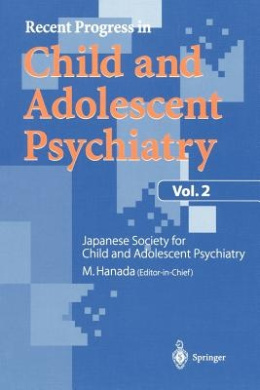 Recent Progress in
Child and
Adolescent
Psychiatry
Vol. 2
Japanese Society for
Child and Adolescent Psychiatry
M. Hanada (Editor-in-Chief)
Springer